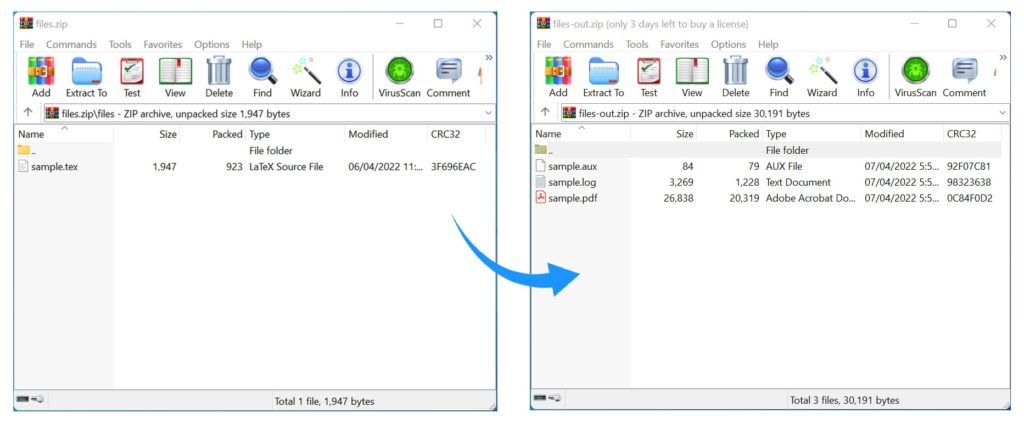 files.zip
File Commands Tools Favorites Options Help
Add Extract To Test View Delete Find Wizard Info VirusScan Comment
files.zip\files - ZIP archive, unpacked size 1,947 bytes
Name Size Packed Type Modified CRC32
.. File folder
sample.tex 1,947 923 LaTeX Source File 06/04/2022 11:... 3F696EAC
Total 1 file, 1,947 bytes
files-out.zip (only 3 days left to buy a license)
File Commands Tools Favorites Options Help
Add Extract To Test View Delete Find Wizard Info VirusScan Comment
files-out.zip - ZIP archive, unpacked size 30,191 bytes
Name Size Packed Type Modified CRC32
.. File folder
sample.aux 84 79 AUX File 07/04/2022 5:5... 92F07C81
sample.log 3,269 1,228 Text Document 07/04/2022 5:5... 98323638
sample.pdf 26,838 20,319 Adobe Acrobat Do... 07/04/2022 5:5... 0C84F0D2
Total 3 files, 30,191 bytes